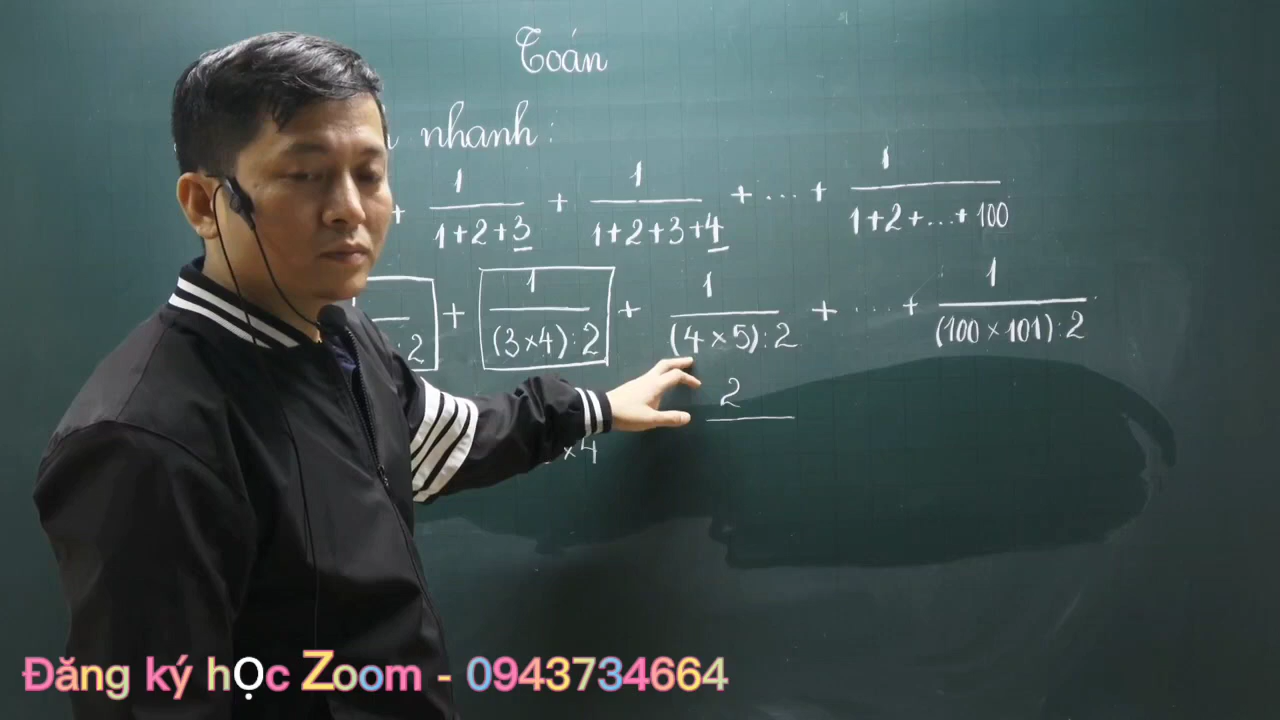 Toán
nhanh:
+ 1/(1+2+3) + 1/(1+2+3+4) + ... + 1/(1+2+...+100)
:2 + 1/((3×4):2) + 1/((4×5):2) + ... + 1/((100×101):2)
2
×4
Đăng ký học Zoom - 0943734664